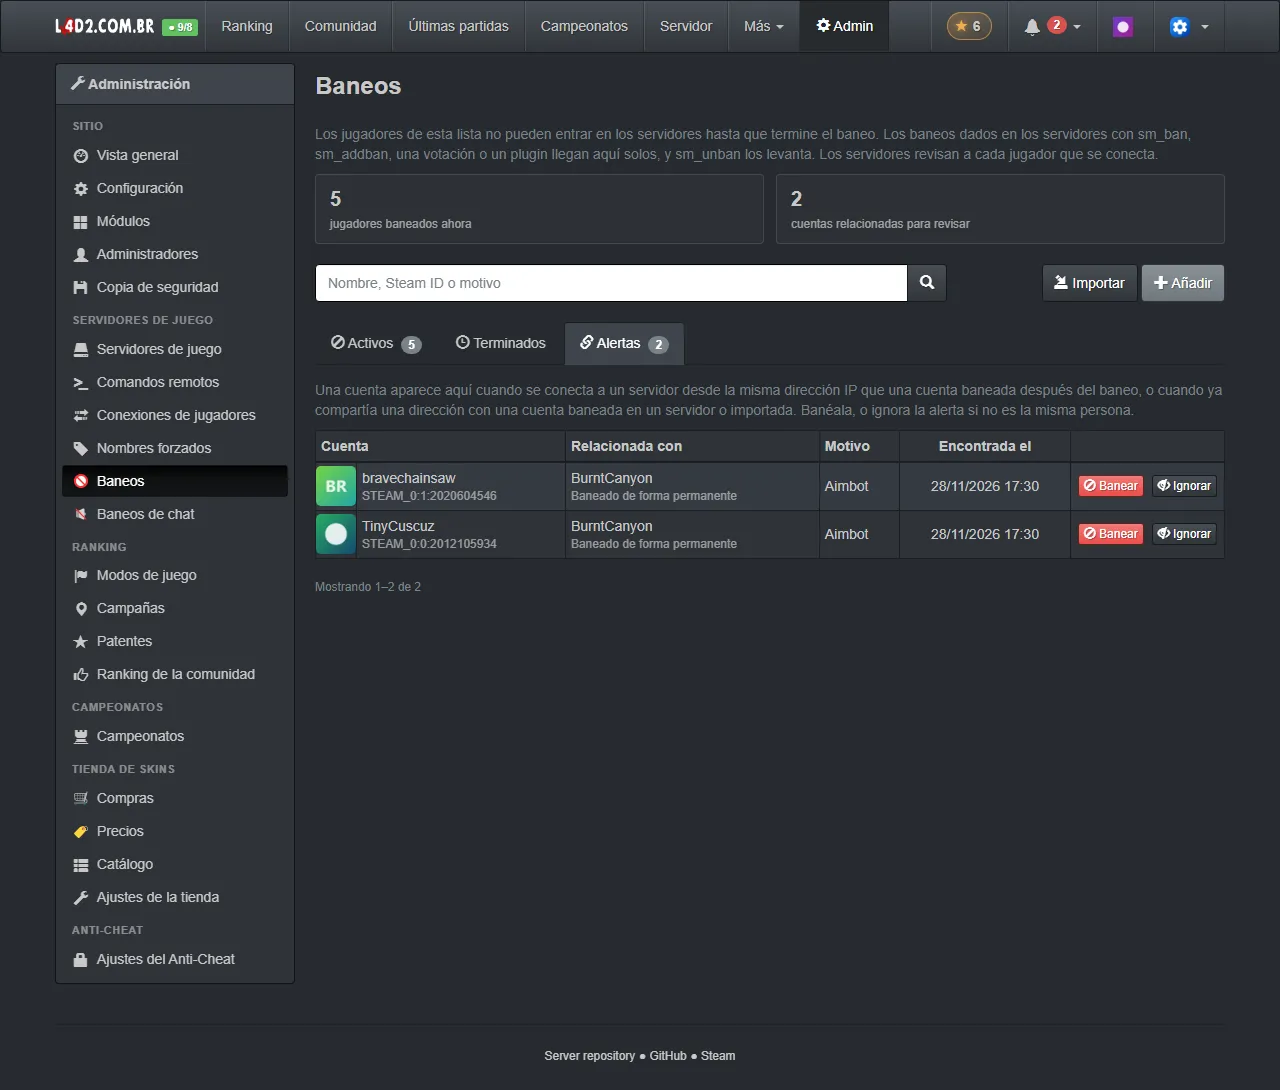 L4D2.COM.BR
● 9/8
Ranking
Comunidad
Últimas partidas
Campeonatos
Servidor
Más
Admin
★ 6
2
Administración
SITIO
Vista general
Configuración
Módulos
Administradores
Copia de seguridad
SERVIDORES DE JUEGO
Servidores de juego
Comandos remotos
Conexiones de jugadores
Nombres forzados
Baneos
Baneos de chat
RANKING
Modos de juego
Campañas
Patentes
Ranking de la comunidad
CAMPEONATOS
Campeonatos
TIENDA DE SKINS
Compras
Precios
Catálogo
Ajustes de la tienda
ANTI-CHEAT
Ajustes del Anti-Cheat
Baneos
Los jugadores de esta lista no pueden entrar en los servidores hasta que termine el baneo. Los baneos dados en los servidores con sm_ban,
sm_addban, una votación o un plugin llegan aquí solos, y sm_unban los levanta. Los servidores revisan a cada jugador que se conecta.
5
jugadores baneados ahora
2
cuentas relacionadas para revisar
Nombre, Steam ID o motivo
Importar
Añadir
Activos 5
Terminados
Alertas 2
Una cuenta aparece aquí cuando se conecta a un servidor desde la misma dirección IP que una cuenta baneada después del baneo, o cuando ya
compartía una dirección con una cuenta baneada en un servidor o importada. Banéala, o ignora la alerta si no es la misma persona.
Cuenta Relacionada con Motivo Encontrada el
BR bravechainsaw BurntCanyon Aimbot 28/11/2026 17:30 Banear Ignorar
STEAM_0:1:2020604546 Baneado de forma permanente
TinyCuscuz BurntCanyon Aimbot 28/11/2026 17:30 Banear Ignorar
STEAM_0:0:2012105934 Baneado de forma permanente
Mostrando 1–2 de 2
Server repository ● GitHub ● Steam